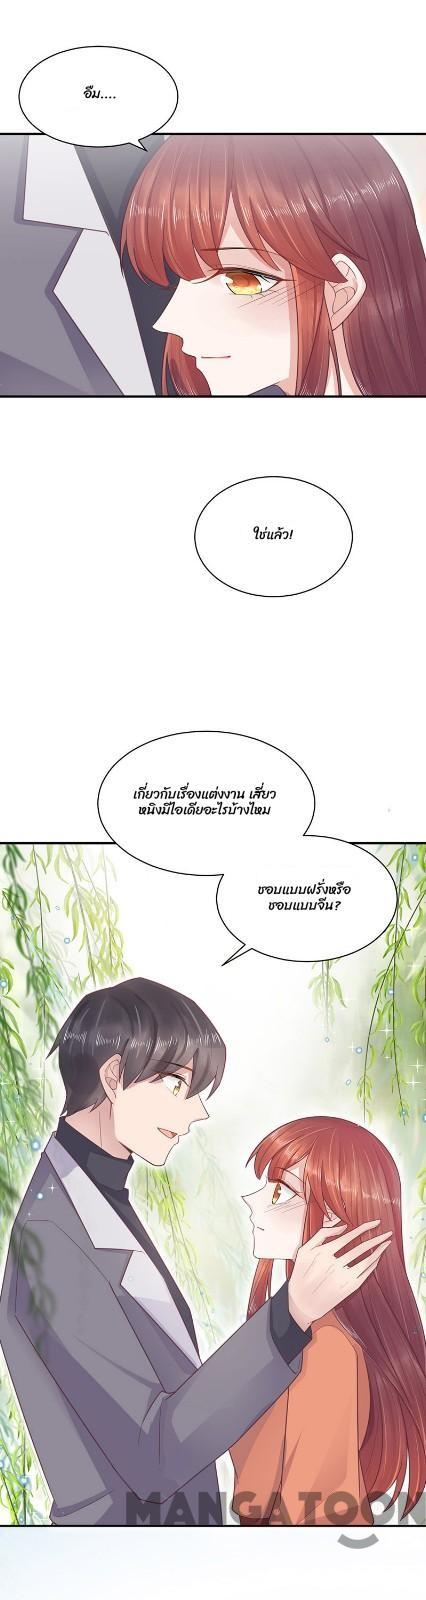 อืม....
ใช่แล้ว!
เกี่ยวกับเรื่องแต่งงาน เสี่ยว
หนิงมีไอเดียอะไรบ้างไหม
ชอบแบบฝรั่งหรือ
ชอบแบบจีน?
MANGATOON